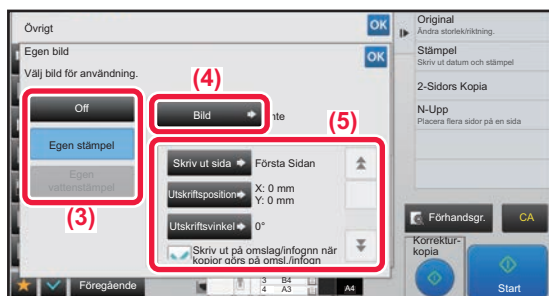 Övrigt
OK
Egen bild
OK
Välj bild för användning.
(4)
Off
Bild
nte
(5)
Egen stämpel
Egen
vattenstämpel
(3)
Skriv ut sida
Första Sidan
Utskriftsposition
X: 0 mm
Y: 0 mm
Utskriftsvinkel
0°
Skriv ut på omslag/infognn när
kopior görs på omsl./infogn
Föregående
3 B4
4 A3
A4
Original
Ändra storlek/riktning.
Stämpel
Skriv ut datum och stämpel
2-Sidors Kopia
N-Upp
Placera flera sidor på en sida
Förhandsgr.
CA
Korrektur-
kopia
Start